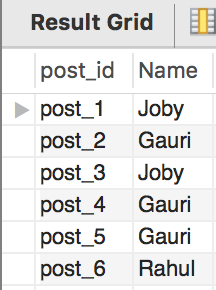 Result Grid
post_id Name
post_1 Joby
post_2 Gauri
post_3 Joby
post_4 Gauri
post_5 Gauri
post_6 Rahul